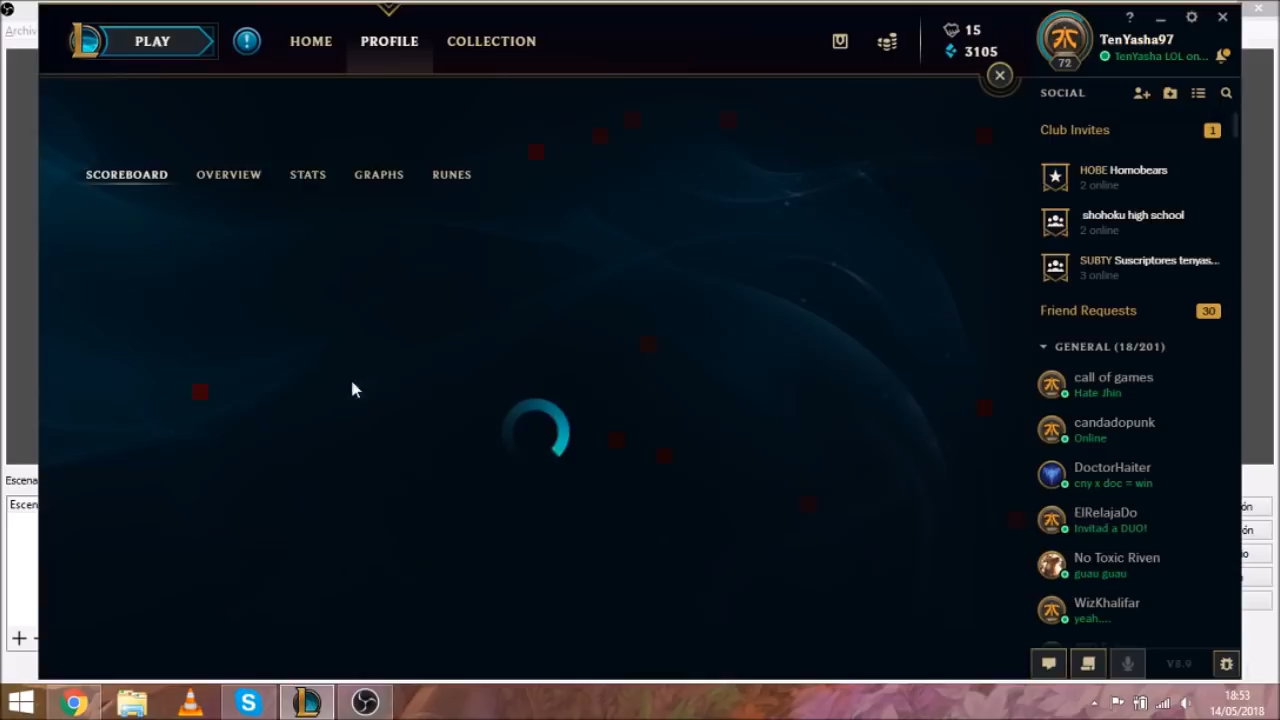 Archiv
PLAY
HOME
PROFILE
COLLECTION
15
3105
72
TenYasha97
TenYasha LOL on...
SOCIAL
Club Invites
1
HOBE Homobears
2 online
shohoku high school
2 online
SUBTY Suscriptores tenyas...
3 online
Friend Requests
30
GENERAL (18/201)
call of games
Hate Jhin
candadopunk
Online
DoctorHaiter
cny x doc = win
ElRelajaDo
Invitad a DUO!
No Toxic Riven
guau guau
WizKhalifar
yeah....
V8.9
SCOREBOARD
OVERVIEW
STATS
GRAPHS
RUNES
Escena
Escen
ón
ón
io
18:53
14/05/2018